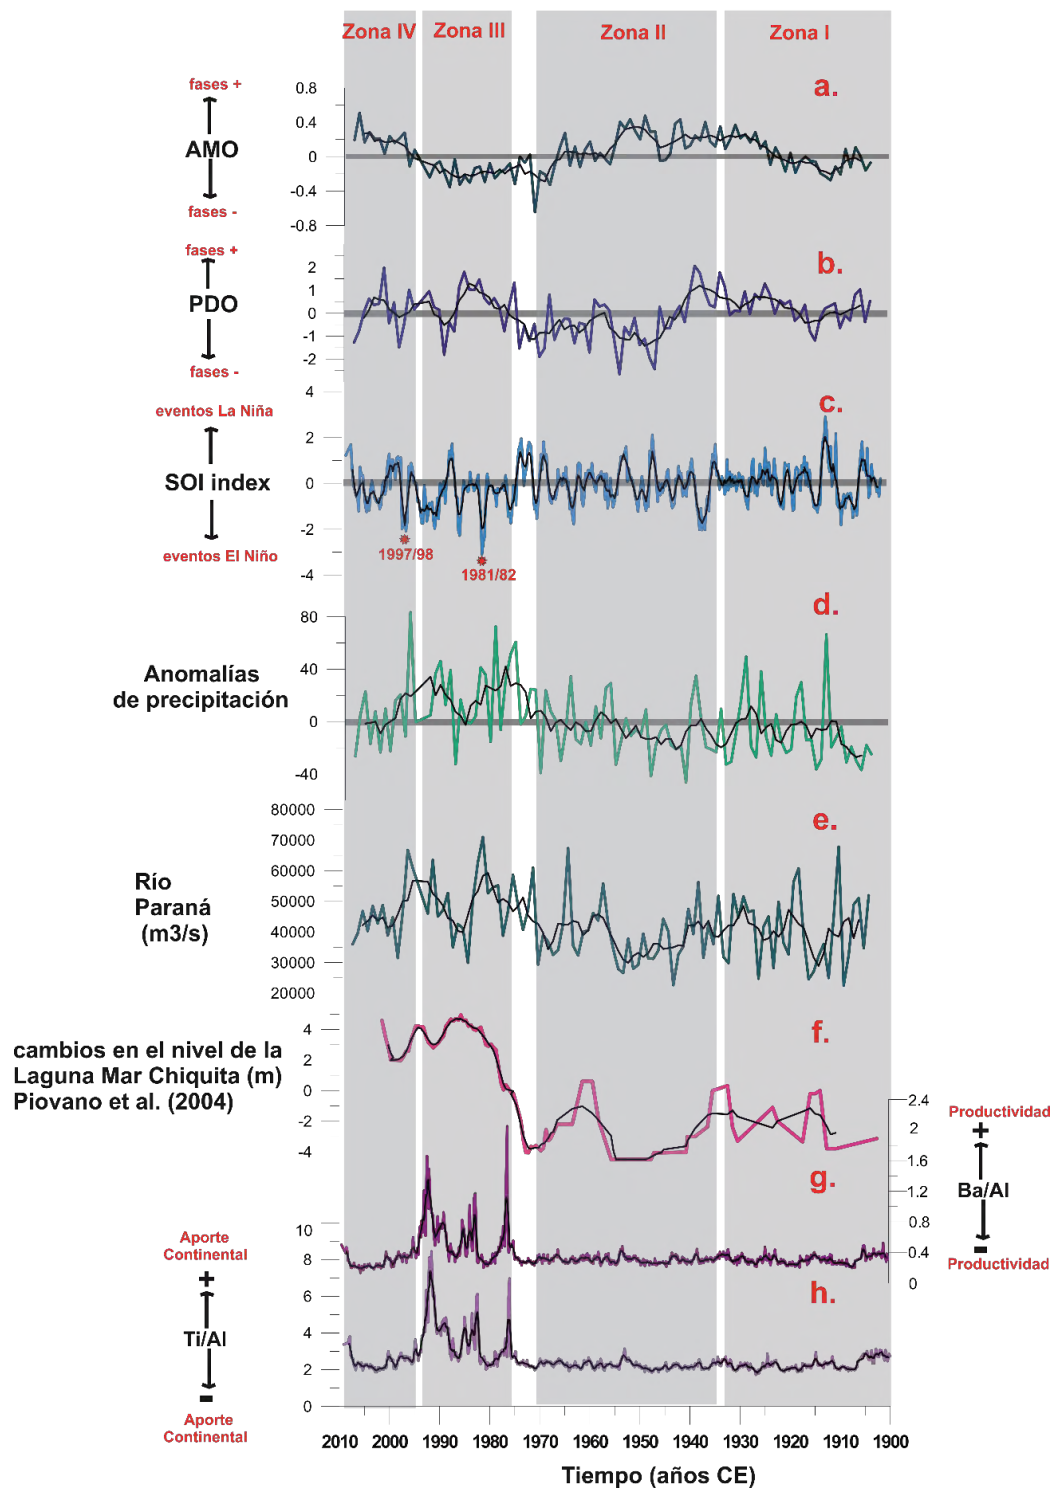 Zona IV Zona III Zona II Zona I
fases +
AMO
fases -
0.8
0.4
0
-0.4
-0.8
a.
fases +
PDO
fases -
2
1
0
-1
-2
b.
eventos La Niña
SOI index
eventos El Niño
4
2
0
-2
-4
c.
1997/98
1981/82
Anomalías
de precipitación
80
40
0
-40
d.
Río
Paraná
(m3/s)
80000
70000
60000
50000
40000
30000
20000
e.
cambios en el nivel de la
Laguna Mar Chiquita (m)
Piovano et al. (2004)
4
2
0
-2
-4
f.
2.4
2
1.6
1.2
0.8
0.4
0
Productividad
+
Ba/Al
-
Productividad
g.
Aporte
Continental
+
Ti/Al
-
Aporte
Continental
10
8
6
4
2
0
h.
2010 2000 1990 1980 1970 1960 1950 1940 1930 1920 1910 1900
Tiempo (años CE)